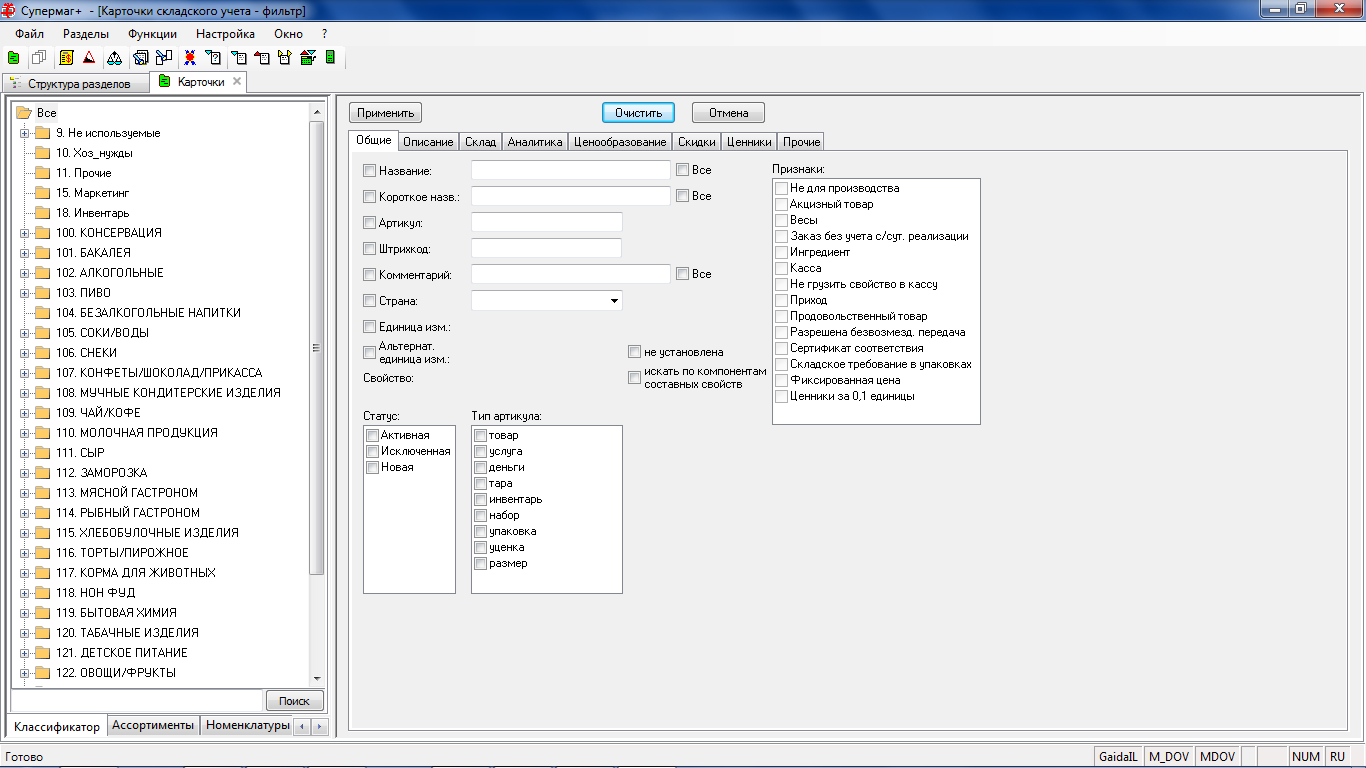 Супермаг+ - [Карточки складского учета - фильтр]
Файл Разделы Функции Настройка Окно ?
Структура разделов Карточки
Все
9. Не используемые
10. Хоз_нужды
11. Прочие
15. Маркетинг
18. Инвентарь
100. КОНСЕРВАЦИЯ
101. БАКАЛЕЯ
102. АЛКОГОЛЬНЫЕ
103. ПИВО
104. БЕЗАЛКОГОЛЬНЫЕ НАПИТКИ
105. СОКИ/ВОДЫ
106. СНЕКИ
107. КОНФЕТЫ/ШОКОЛАД/ПРИКАССА
108. МУЧНЫЕ КОНДИТЕРСКИЕ ИЗДЕЛИЯ
109. ЧАЙ/КОФЕ
110. МОЛОЧНАЯ ПРОДУКЦИЯ
111. СЫР
112. ЗАМОРОЗКА
113. МЯСНОЙ ГАСТРОНОМ
114. РЫБНЫЙ ГАСТРОНОМ
115. ХЛЕБОБУЛОЧНЫЕ ИЗДЕЛИЯ
116. ТОРТЫ/ПИРОЖНОЕ
117. КОРМА ДЛЯ ЖИВОТНЫХ
118. НОН ФУД
119. БЫТОВАЯ ХИМИЯ
120. ТАБАЧНЫЕ ИЗДЕЛИЯ
121. ДЕТСКОЕ ПИТАНИЕ
122. ОВОЩИ/ФРУКТЫ
Поиск
Классификатор Ассортименты Номенклатуры
Применить Очистить Отмена
Общие Описание Склад Аналитика Ценообразование Скидки Ценники Прочие
Название: Все
Короткое назв.: Все
Артикул:
Штрихкод:
Комментарий: Все
Страна:
Единица изм.:
Альтернат.
единица изм.: не установлена
Свойство: искать по компонентам
составных свойств
Статус:
Активная
Исключенная
Новая
Тип артикула:
товар
услуга
деньги
тара
инвентарь
набор
упаковка
уценка
размер
Признаки:
Не для производства
Акцизный товар
Весы
Заказ без учета с/сут. реализации
Ингредиент
Касса
Не грузить свойство в кассу
Приход
Продовольственный товар
Разрешена безвозмезд. передача
Сертификат соответствия
Складское требование в упаковках
Фиксированная цена
Ценники за 0,1 единицы
Готово GaidaIL M_DOV MDOV NUM RU